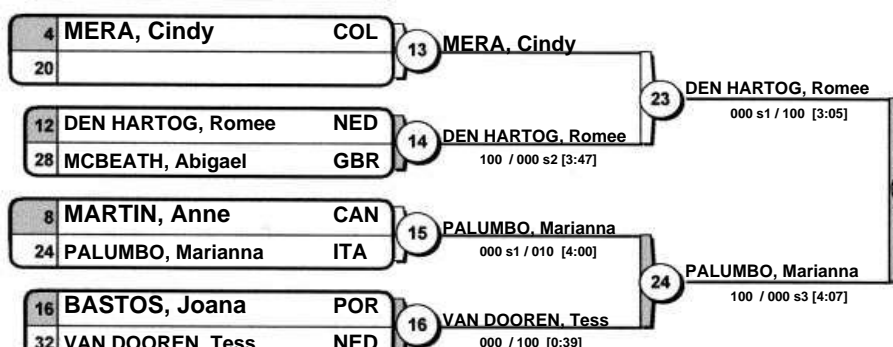 4 MERA, Cindy COL
20
13 MERA, Cindy
12 DEN HARTOG, Romee NED
28 MCBEATH, Abigael GBR
14 DEN HARTOG, Romee
100 / 000 s2 [3:47]
23 DEN HARTOG, Romee
000 s1 / 100 [3:05]
8 MARTIN, Anne CAN
24 PALUMBO, Marianna ITA
15 PALUMBO, Marianna
000 s1 / 010 [4:00]
16 BASTOS, Joana POR
32 VAN DOOREN, Tess NED
16 VAN DOOREN, Tess
000 / 100 [0:39]
24 PALUMBO, Marianna
100 / 000 s3 [4:07]